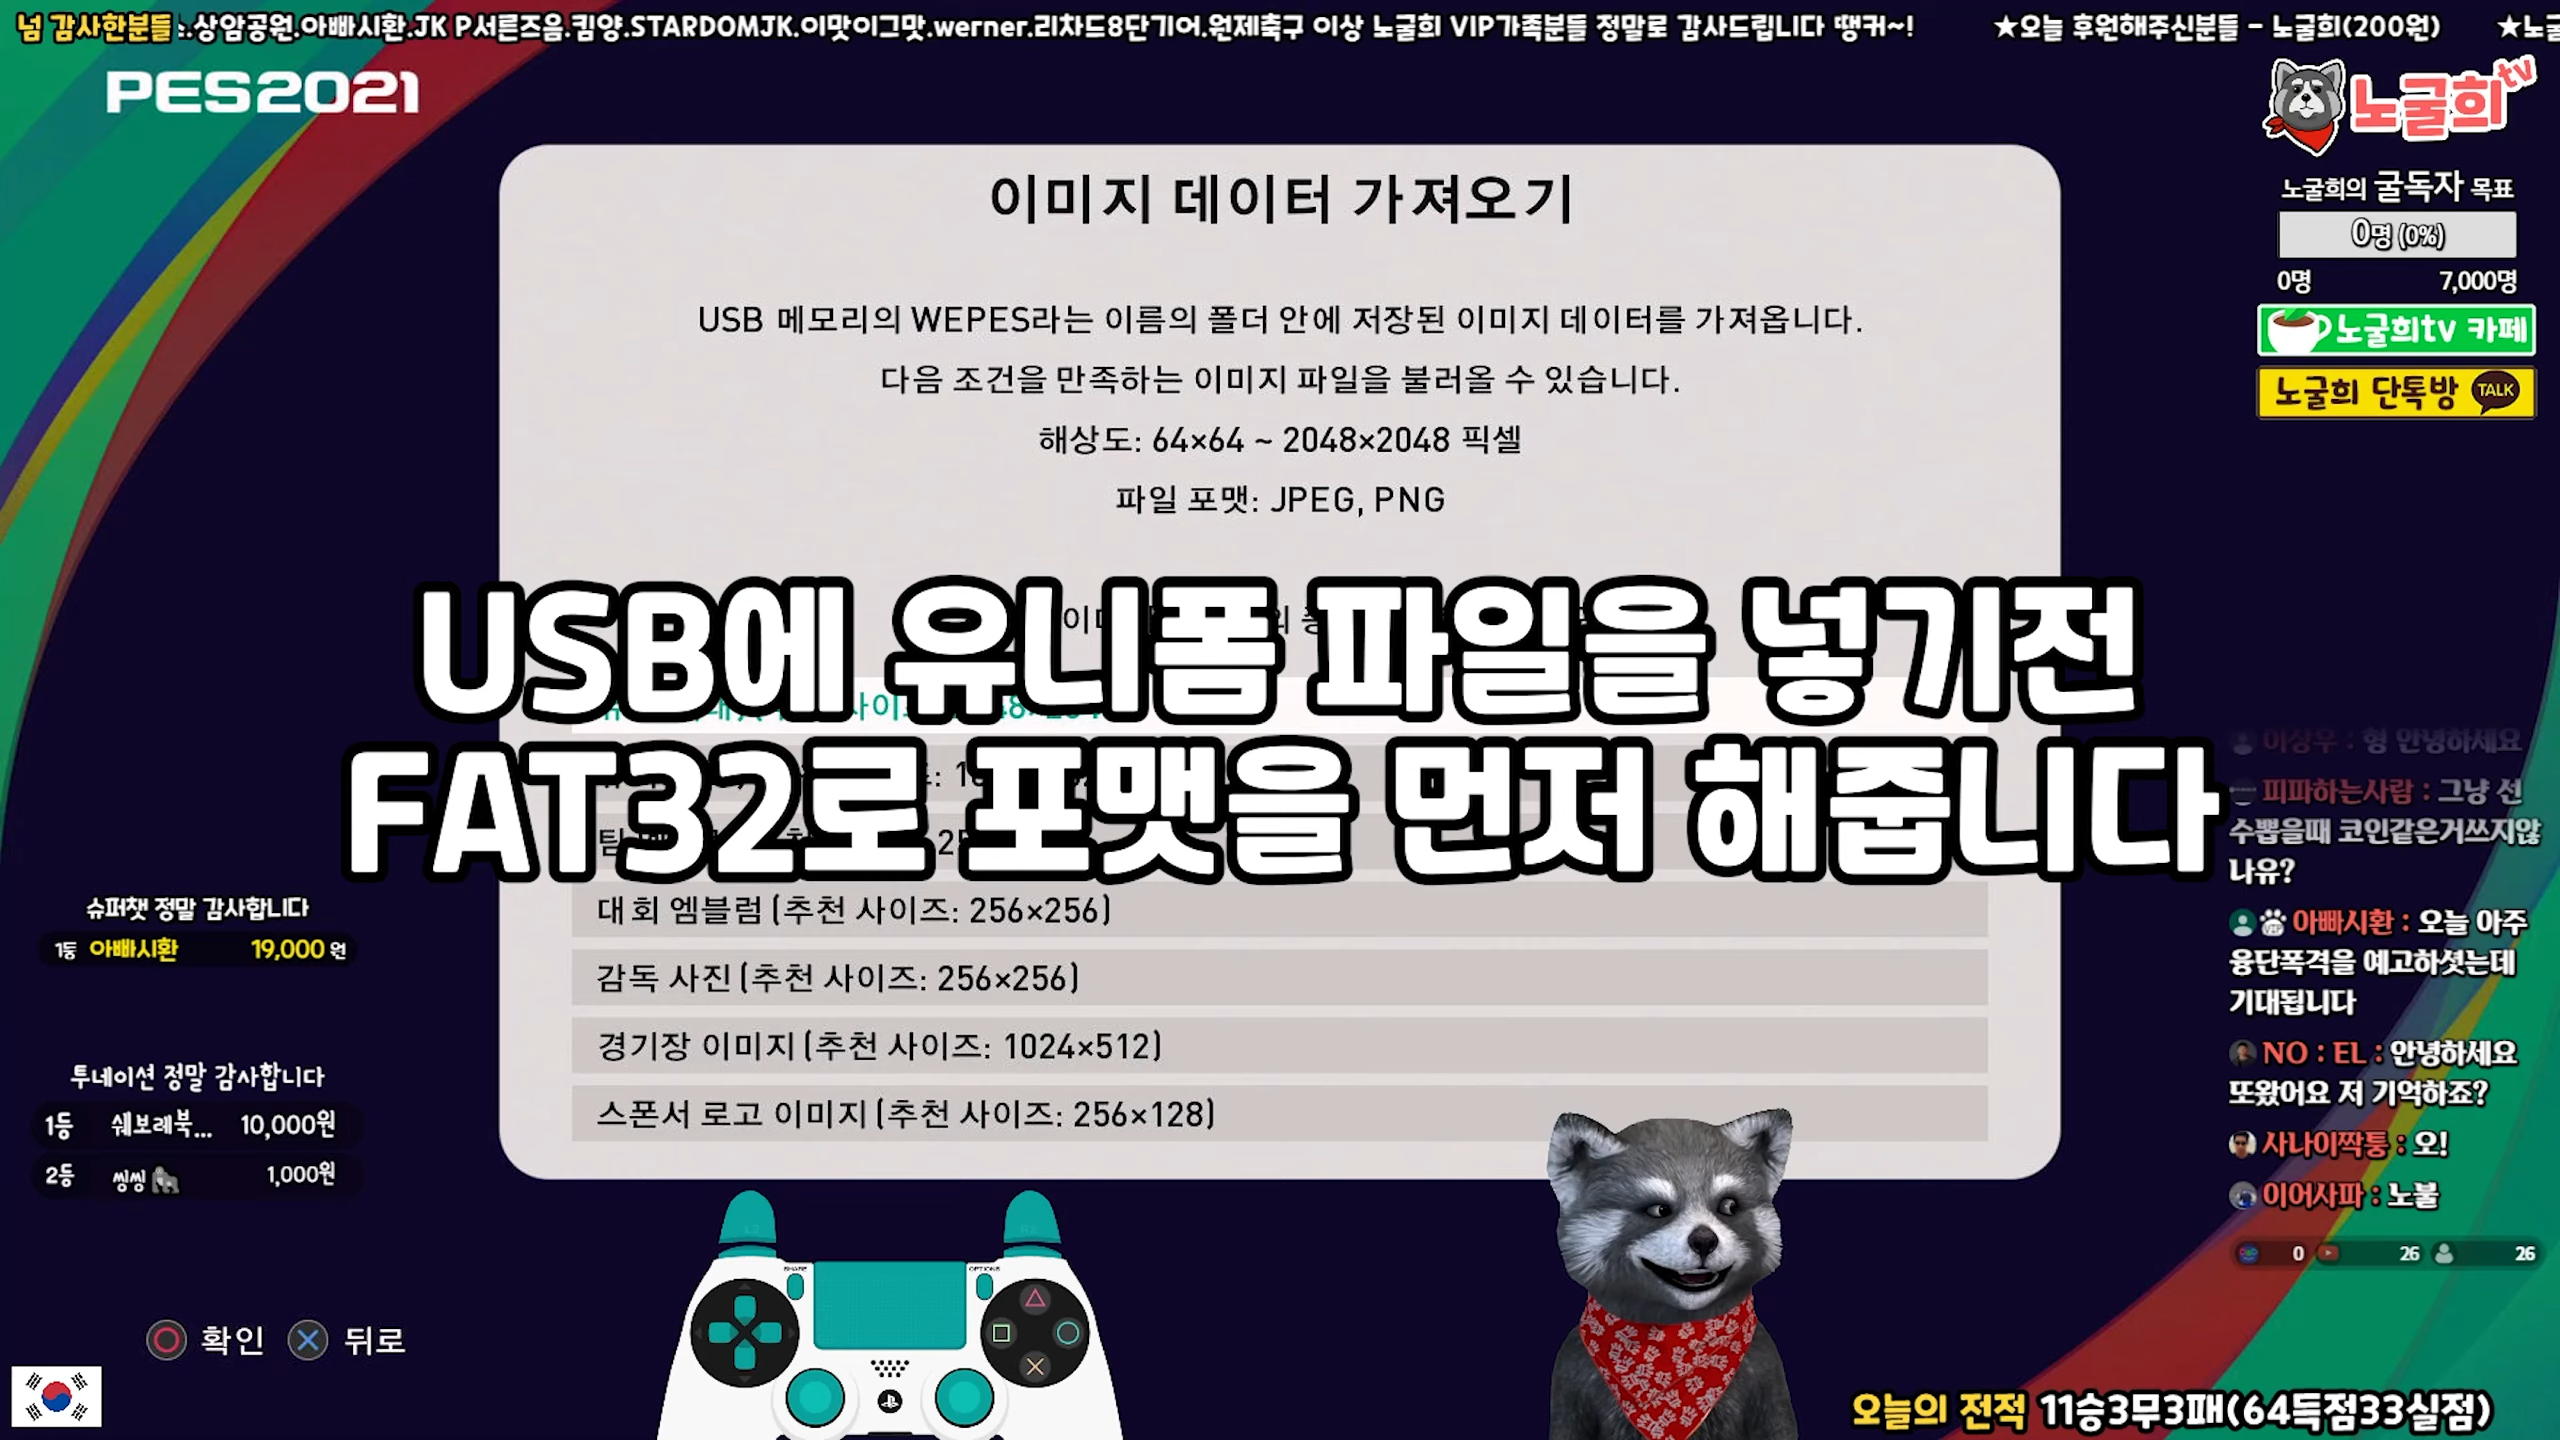 넘 감사한분들
.상암공원.아빠시환.JK P서른즈음.킴양.STARDOMJK.이맛이그맛.werner.리차드8단기어.원제축구 이상 노굴희 VIP가족분들 정말로 감사드립니다 땡커~!
★오늘 후원해주신분들 - 노굴희(200원)
★노굴
PES2021
노굴희tv
노굴희의 굴독자 목표
0명 (0%)
0명 7,000명
노굴희tv 카페
노굴희 단톡방 TALK
이미지 데이터 가져오기
USB 메모리의 WEPES라는 이름의 폴더 안에 저장된 이미지 데이터를 가져옵니다.
다음 조건을 만족하는 이미지 파일을 불러올 수 있습니다.
해상도: 64×64 ~ 2048×2048 픽셀
파일 포맷: JPEG, PNG
USB에 유니폼 파일을 넣기전
FAT32로 포맷을 먼저 해줍니다
대회 엠블럼 (추천 사이즈: 256×256)
감독 사진 (추천 사이즈: 256×256)
경기장 이미지 (추천 사이즈: 1024×512)
스폰서 로고 이미지 (추천 사이즈: 256×128)
슈퍼챗 정말 감사합니다
1등 아빠시환 19,000 원
투네이션 정말 감사합니다
1등 쉐보레북... 10,000원
2등 씽씽 1,000원
이상우 : 형 안녕하세요
피파하는사람 : 그냥 선
수뽑을때 코인같은거쓰지않
나유?
아빠시환 : 오늘 아주
융단폭격을 예고하셧는데
기대됩니다
NO : EL : 안녕하세요
또왔어요 저 기억하죠?
사나이짝퉁 : 오!
이어사파 : 노불
0 26 26
SHARE OPTIONS
확인 뒤로
오늘의 전적 11승3무3패(64득점33실점)